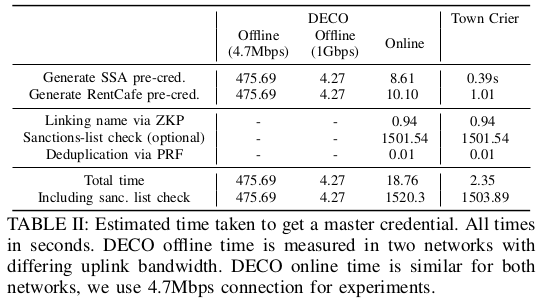 DECO Town Crier
Offline Offline Online
(4.7Mbps) (1Gbps)
Generate SSA pre-cred. 475.69 4.27 8.61 0.39s
Generate RentCafe pre-cred. 475.69 4.27 10.10 1.01
Linking name via ZKP - - 0.94 0.94
Sanctions-list check (optional) - - 1501.54 1501.54
Deduplication via PRF - - 0.01 0.01
Total time 475.69 4.27 18.76 2.35
Including sanc. list check 475.69 4.27 1520.3 1503.89
TABLE II: Estimated time taken to get a master credential. All times
in seconds. DECO offline time is measured in two networks with
differing uplink bandwidth. DECO online time is similar for both
networks, we use 4.7Mbps connection for experiments.